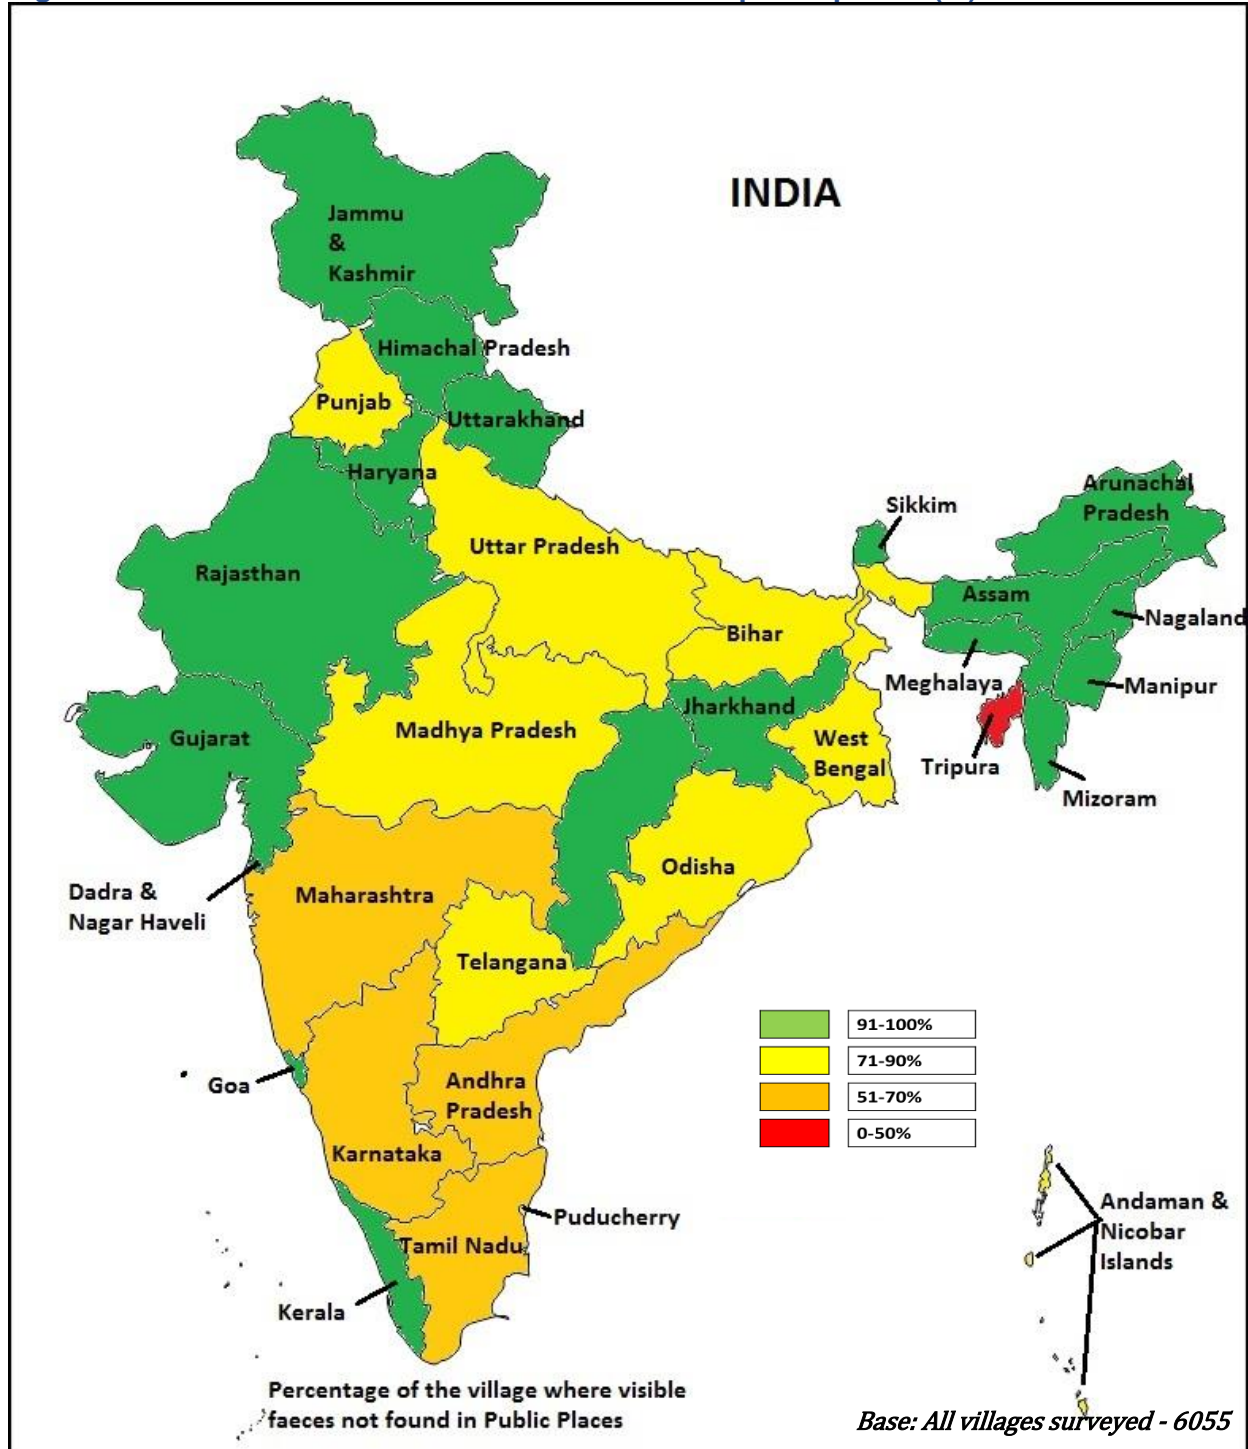 INDIA
Jammu
&
Kashmir
Himachal Pradesh
Punjab
Uttarakhand
Haryana
Arunachal
Pradesh
Sikkim
Uttar Pradesh
Rajasthan
Assam
Nagaland
Bihar
Meghalaya
Manipur
Jharkhand
Gujarat
Madhya Pradesh
West
Bengal
Tripura
Mizoram
Odisha
Dadra &
Nagar Haveli
Maharashtra
Telangana
91-100%
71-90%
51-70%
0-50%
Goa
Andhra
Pradesh
Karnataka
Puducherry
Andaman &
Nicobar
Islands
Tamil Nadu
Kerala
Percentage of the village where visible
faeces not found in Public Places
Base: All villages surveyed - 6055